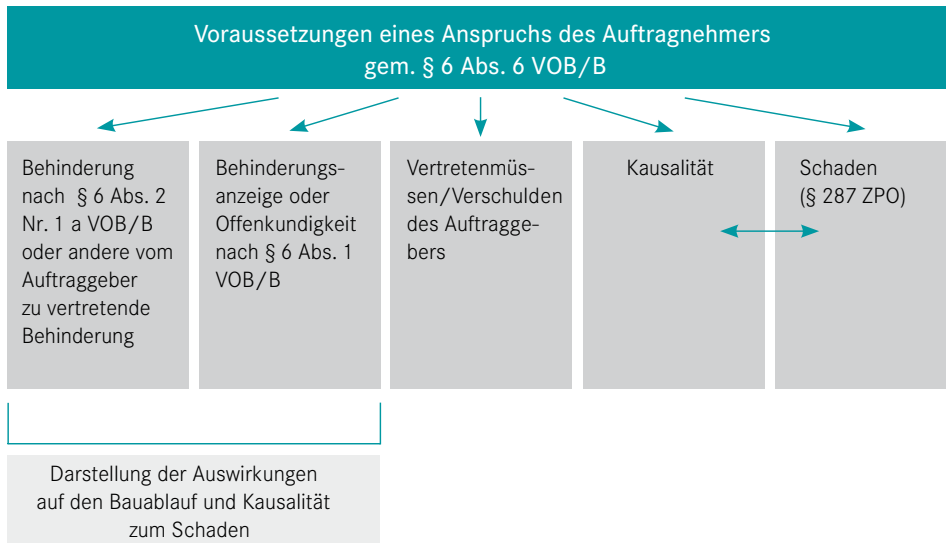 Voraussetzungen eines Anspruchs des Auftragnehmers
gem. § 6 Abs. 6 VOB/B
Behinderung
nach § 6 Abs. 2
Nr. 1 a VOB/B
oder andere vom
Auftraggeber
zu vertretende
Behinderung
Behinderungs-
anzeige oder
Offenkundigkeit
nach § 6 Abs. 1
VOB/B
Vertretenmüs-
sen/Verschulden
des Auftragge-
bers
Kausalität
Schaden
(§ 287 ZPO)
Darstellung der Auswirkungen
auf den Bauablauf und Kausalität
zum Schaden